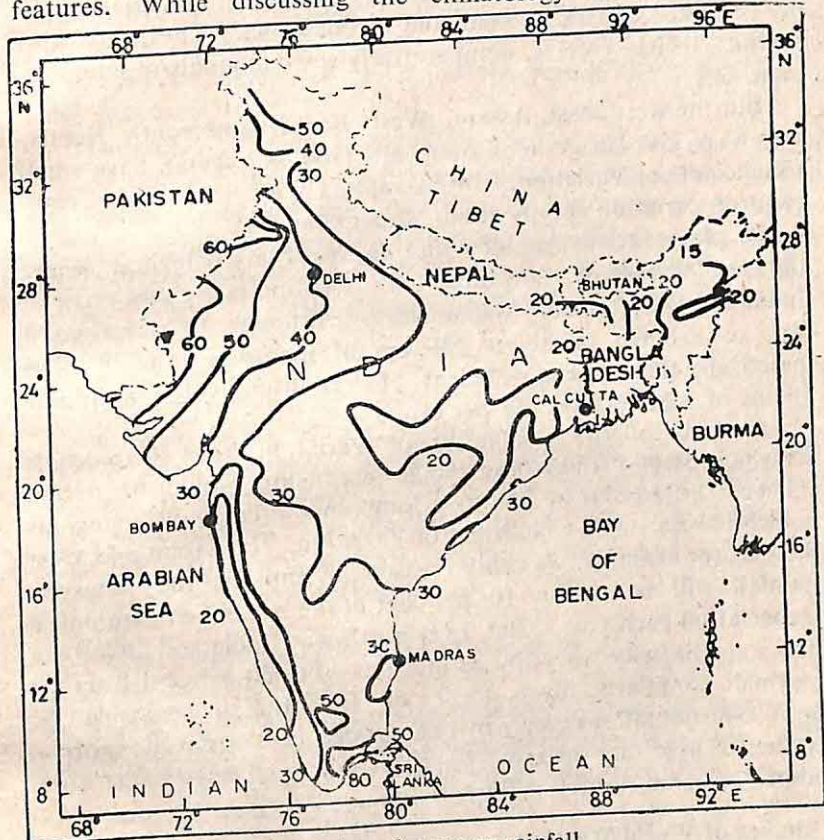 features. While discussing the
68° 72° 76° 80° 84° 88° 92° 96° E
36° N
36° N
50
40
30
32°
32°
CHINA
TIBET
PAKISTAN
60
28°
15
DELHI
NEPAL
BHUTAN 20
20 20 20
28°
60 50 40
20
24°
INDIA
BANGLA
DESH
24°
CALCUTTA
BURMA
20
20°
20°
30 30 30
BOMBAY
BAY
OF
BENGAL
16°
ARABIAN
SEA
16°
30
20
3C
MADRAS
12°
12°
50
20 50
30 80
SRI
LANKA
OCEAN
8°
INDIAN
8°
68° 72° 76° 80° 84° 88° 92° E
rainfall